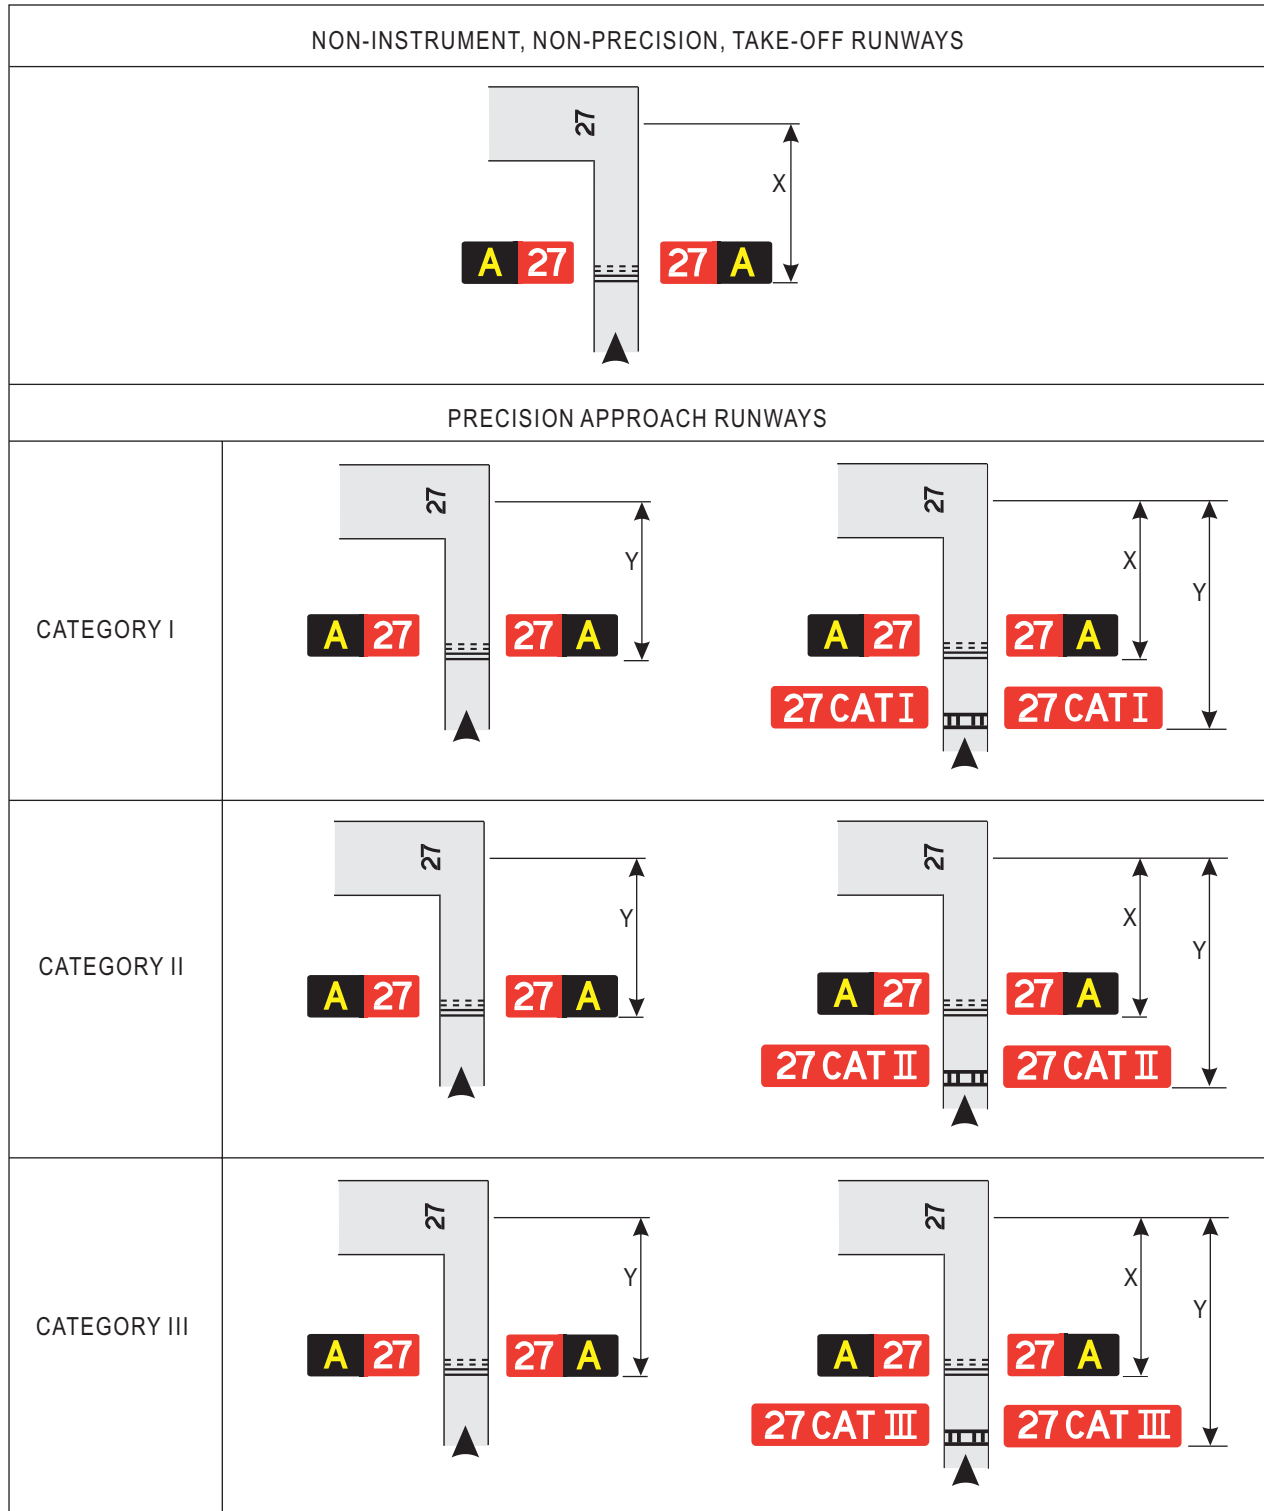 NON-INSTRUMENT, NON-PRECISION, TAKE-OFF RUNWAYS
27
X
A 27
27 A
PRECISION APPROACH RUNWAYS
CATEGORY I
27
Y
A 27
27 A
27
X
Y
A 27
27 A
27 CAT I
27 CAT I
CATEGORY II
27
Y
A 27
27 A
27
X
Y
A 27
27 A
27 CAT II
27 CAT II
CATEGORY III
27
Y
A 27
27 A
27
X
Y
A 27
27 A
27 CAT III
27 CAT III